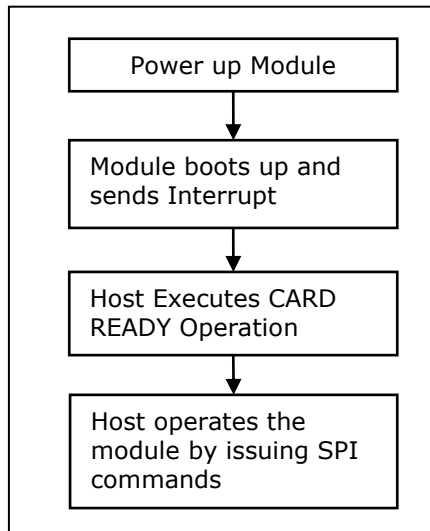 Power up Module
Module boots up and
sends Interrupt
Host Executes CARD
READY Operation
Host operates the
module by issuing SPI
commands